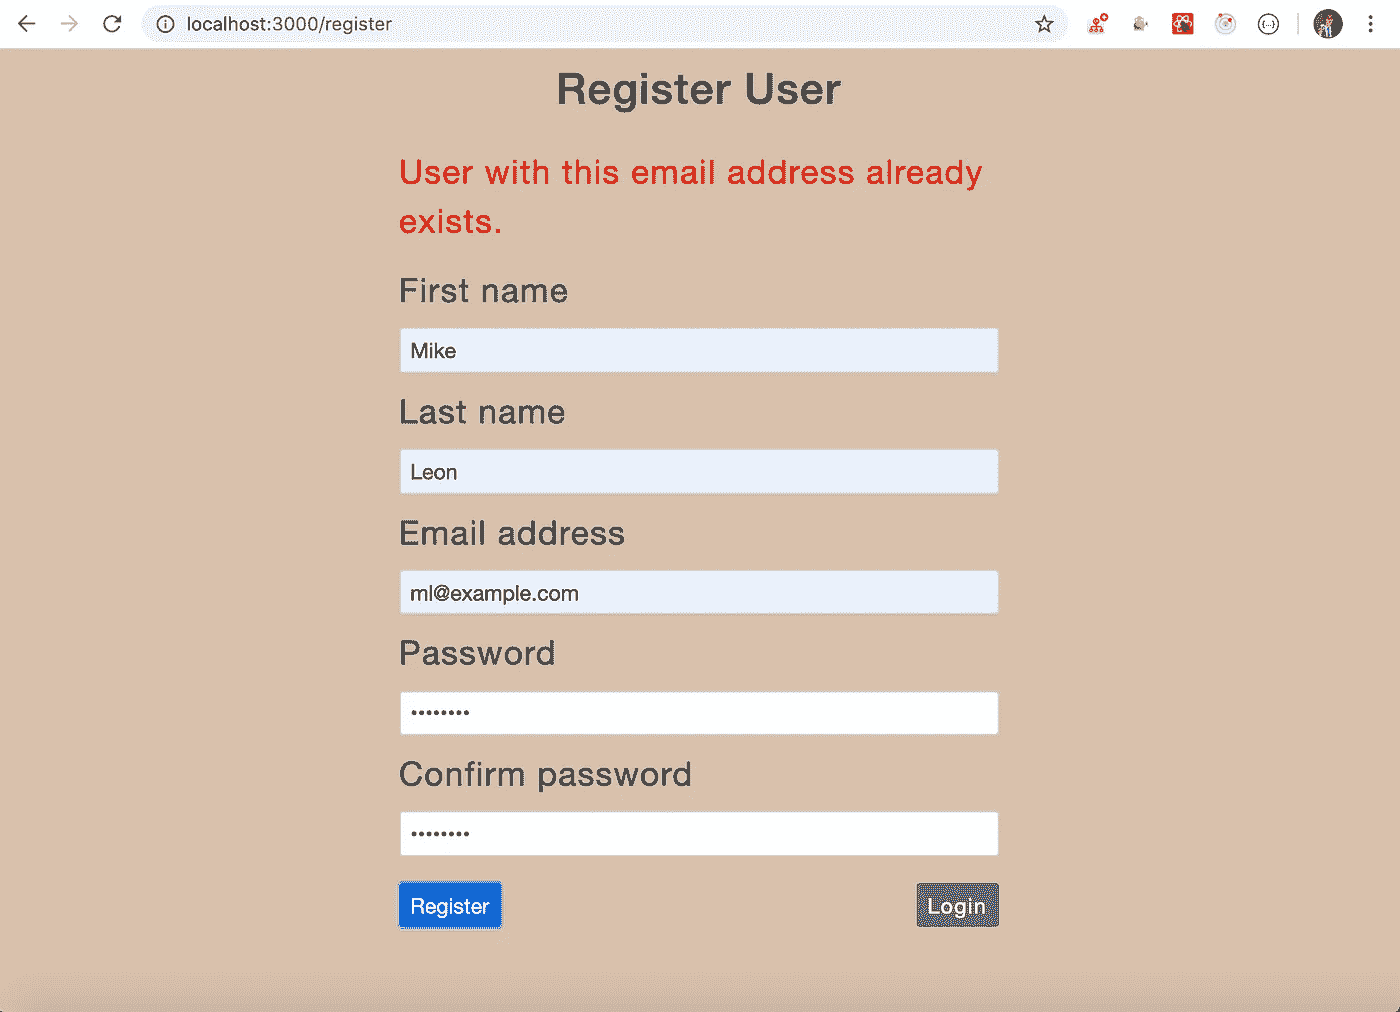 localhost:3000/register
Register User
User with this email address already
exists.
First name
Mike
Last name
Leon
Email address
ml@example.com
Password
••••••••
Confirm password
••••••••
Register
Login